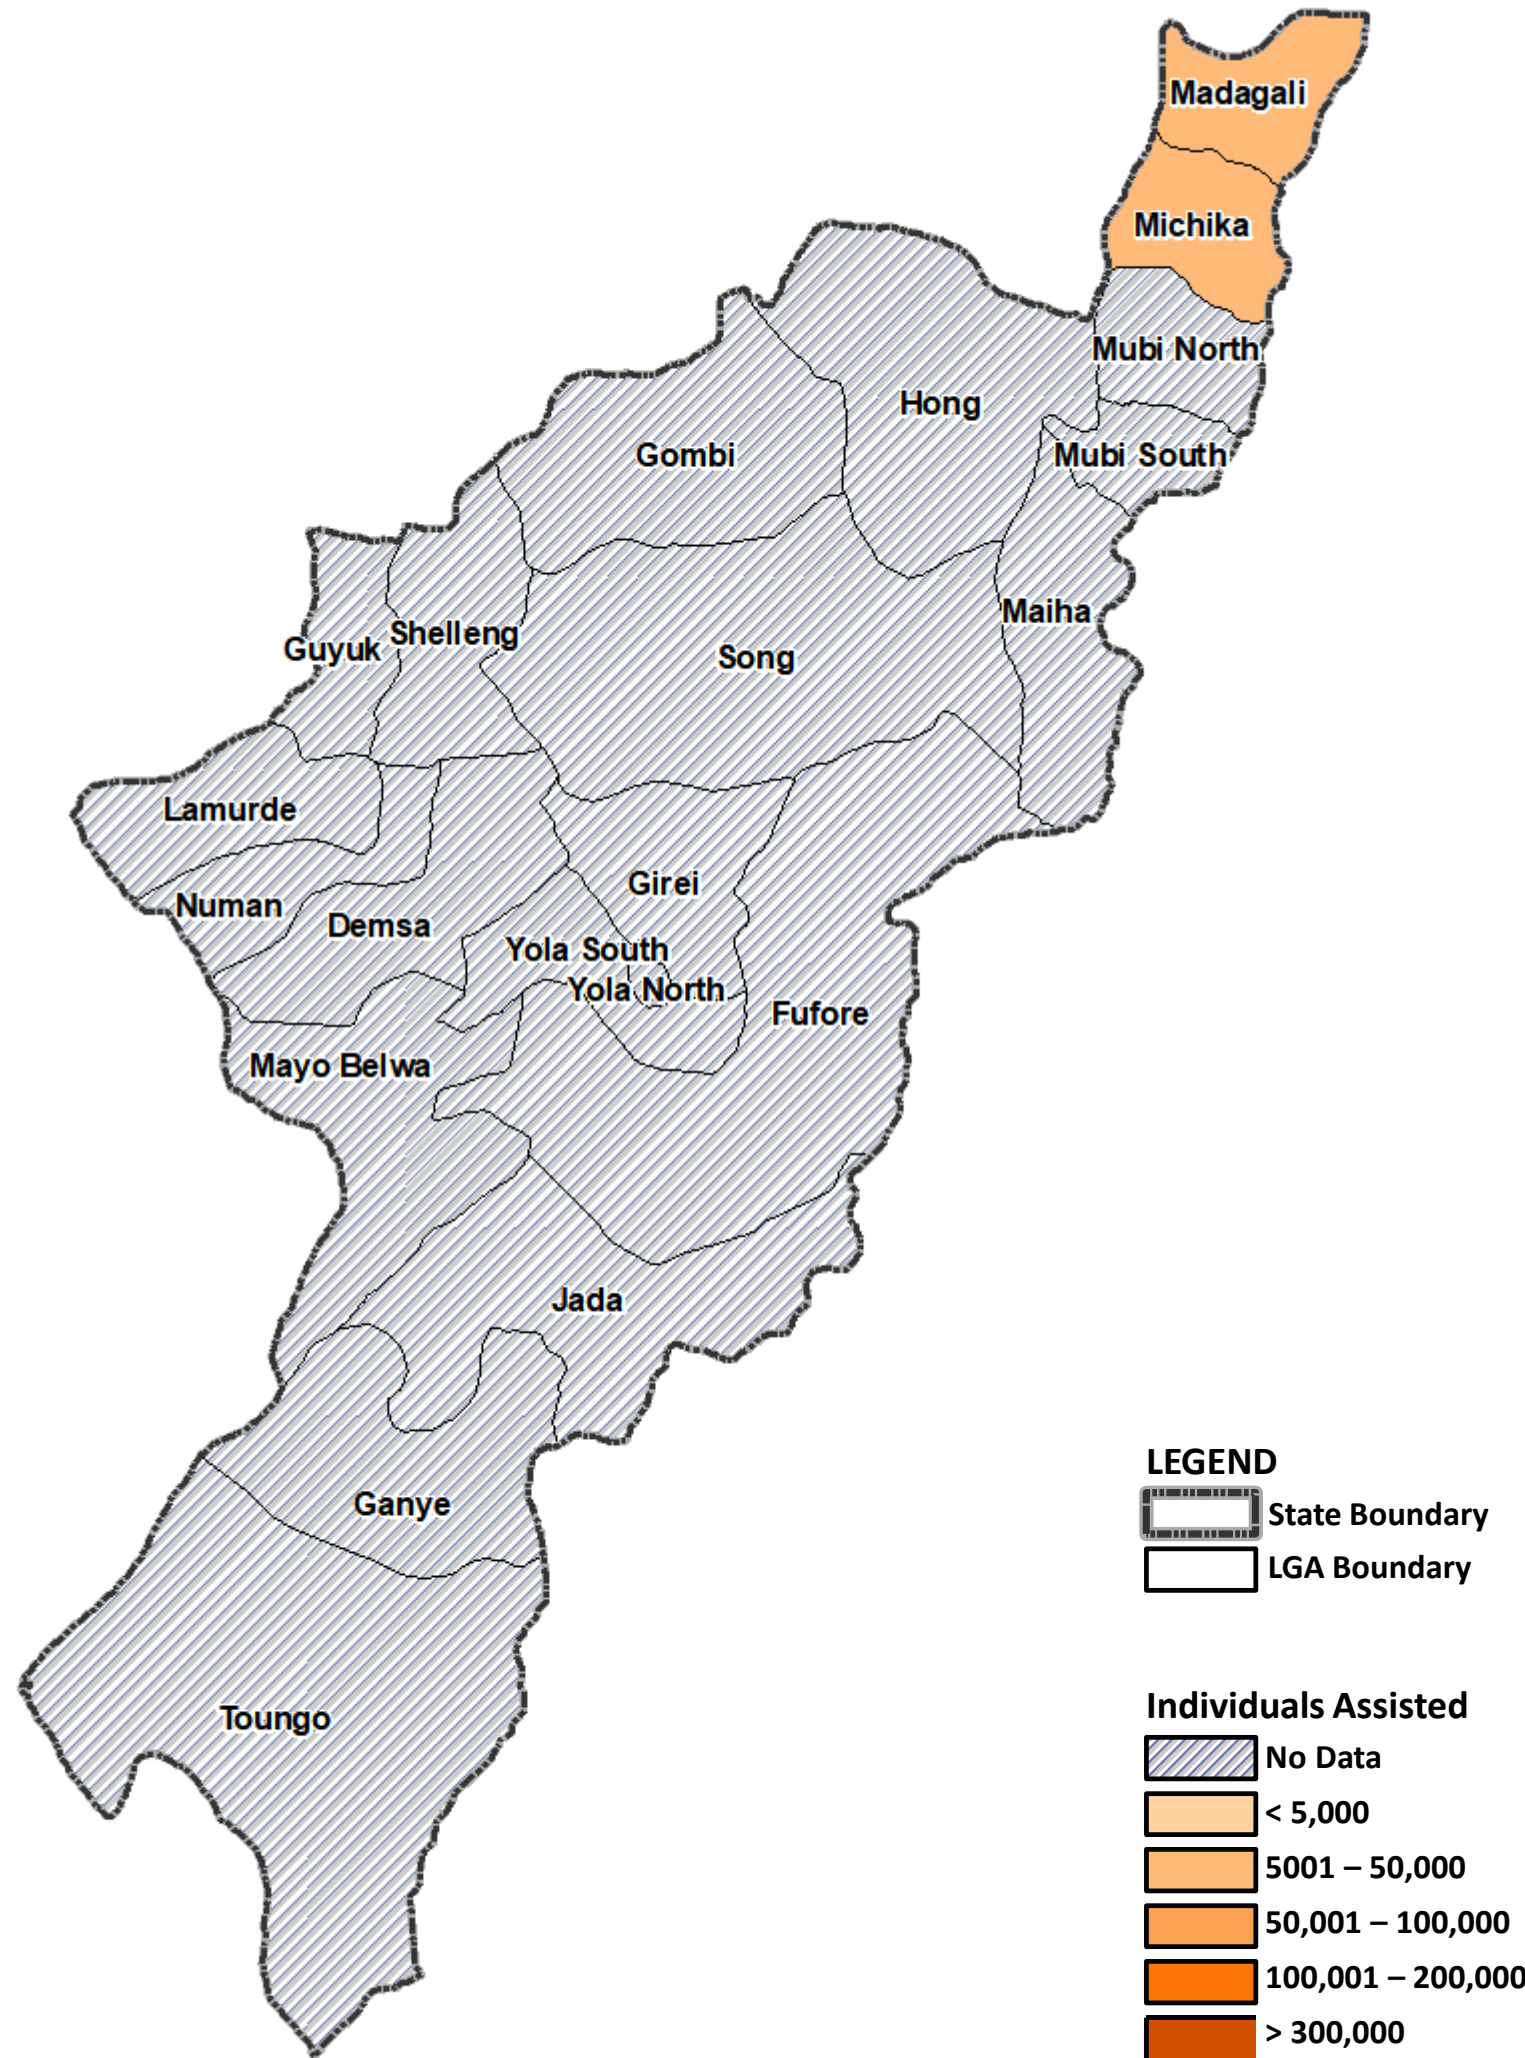 Madagali
Michika
Mubi North
Hong
Mubi South
Gombi
Maiha
Shelleng
Guyuk
Song
Lamurde
Girei
Numan
Demsa
Yola South
Yola North
Fufore
Mayo Belwa
Jada
Ganye
Toungo
LEGEND
State Boundary
LGA Boundary
Individuals Assisted
No Data
< 5,000
5001 – 50,000
50,001 – 100,000
100,001 – 200,000
> 300,000